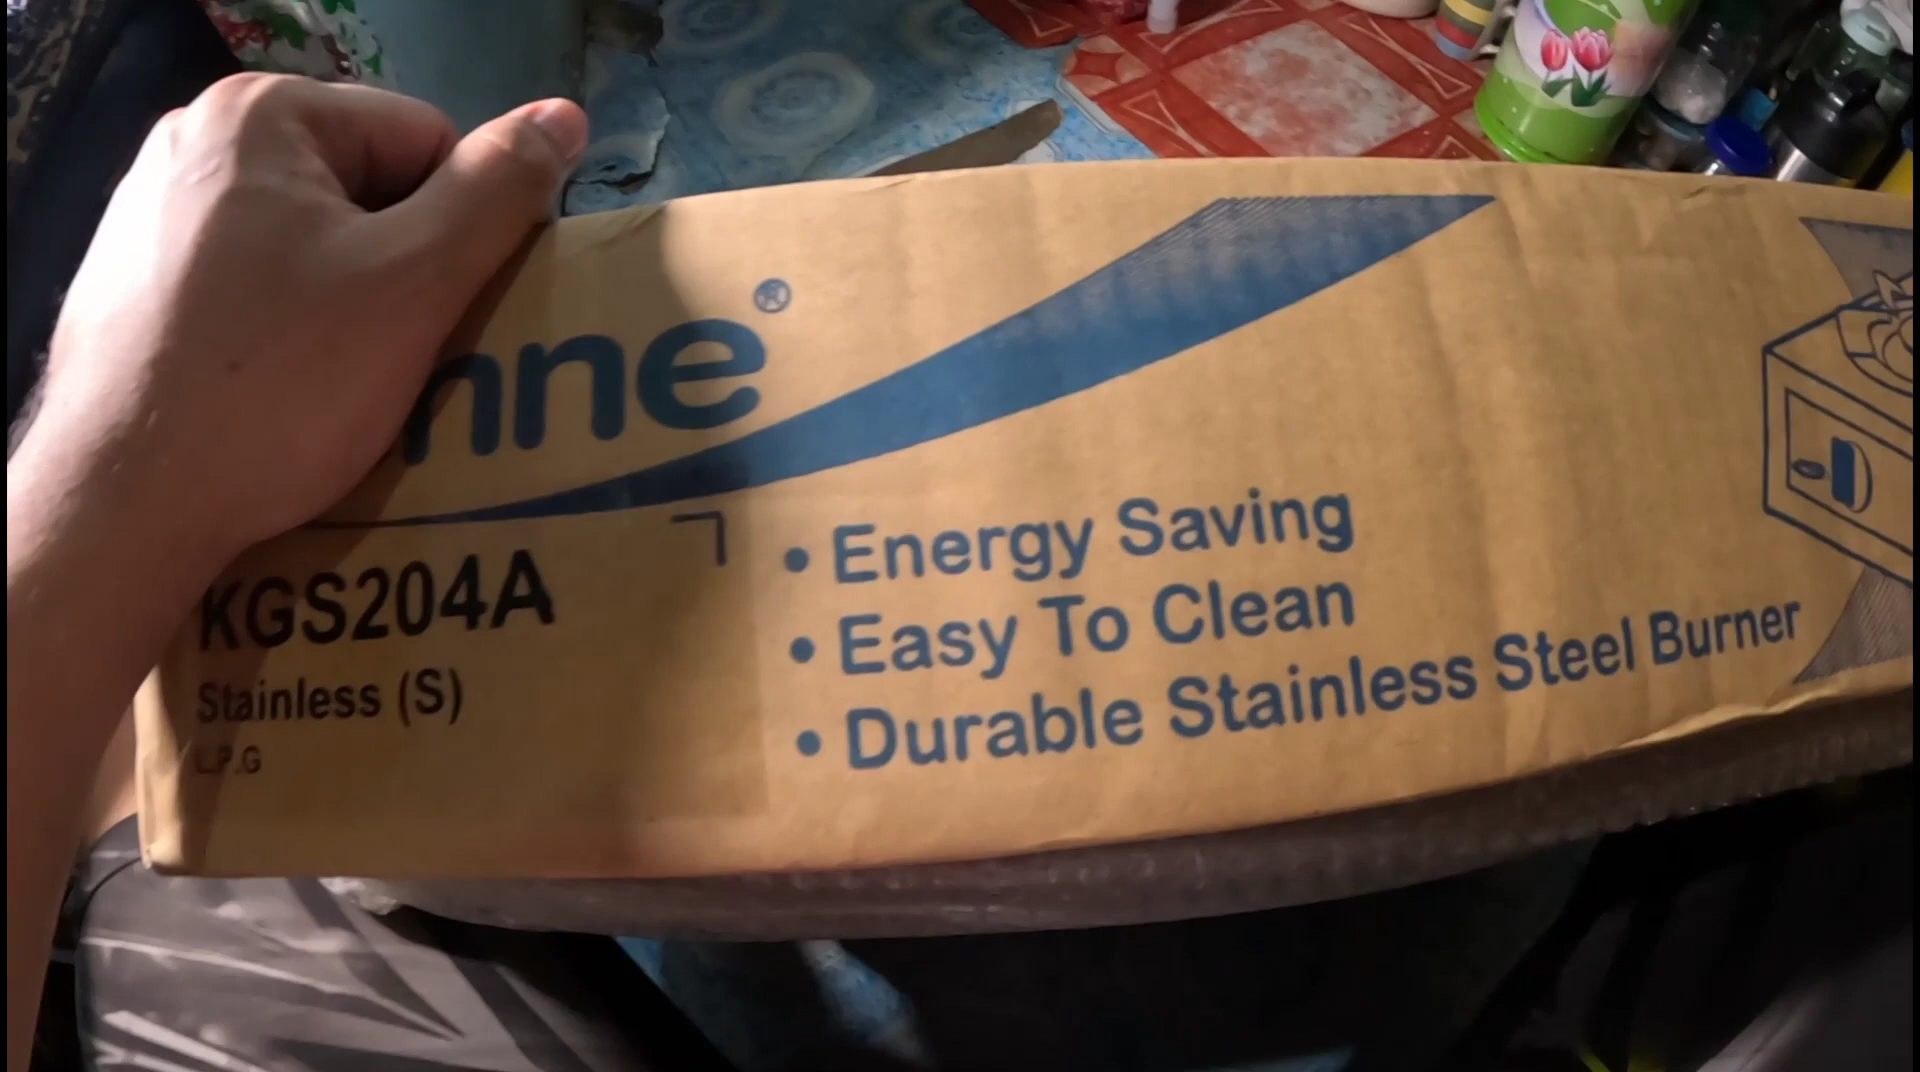 nne®
KGS204A
Stainless (S)
L.P.G
• Energy Saving
• Easy To Clean
• Durable Stainless Steel Burner